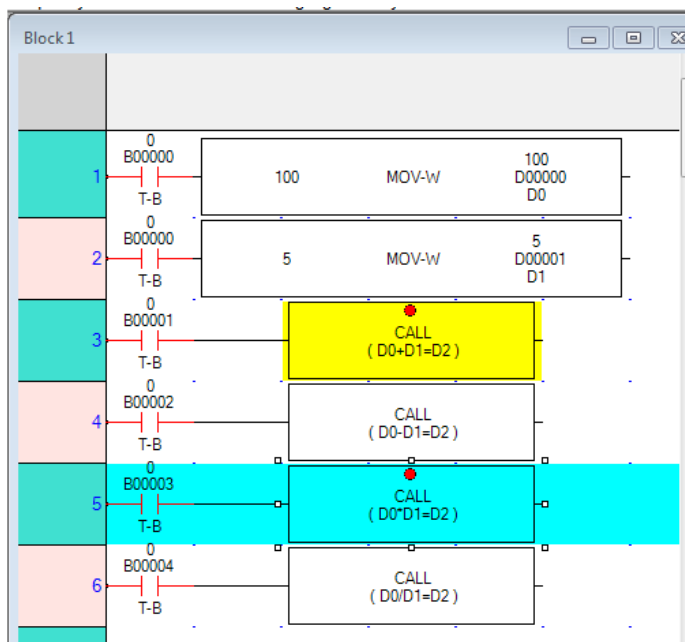 Block 1
0
B00000
1
100 MOV-W
100
D00000
D0
T-B
0
B00000
2
5 MOV-W
5
D00001
D1
T-B
0
B00001
3
CALL
( D0+D1=D2 )
T-B
0
B00002
4
CALL
( D0-D1=D2 )
T-B
0
B00003
5
CALL
( D0*D1=D2 )
T-B
0
B00004
6
CALL
( D0/D1=D2 )
T-B